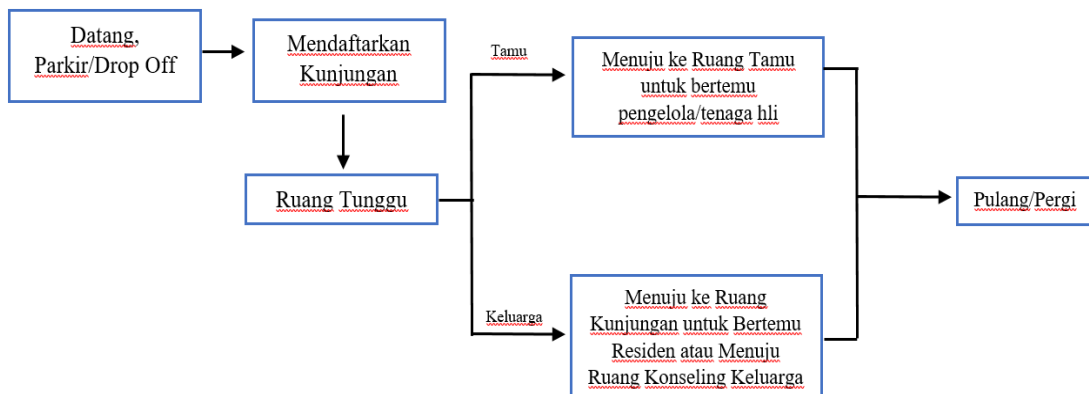 Datang,
Parkir/Drop Off
Mendaftarkan
Kunjungan
Ruang Tunggu
Tamu
Menuju ke Ruang Tamu
untuk bertemu
pengelola/tenaga hli
Keluarga
Menuju ke Ruang
Kunjungan untuk Bertemu
Residen atau Menuju
Ruang Konseling Keluarga
Pulang/Pergi